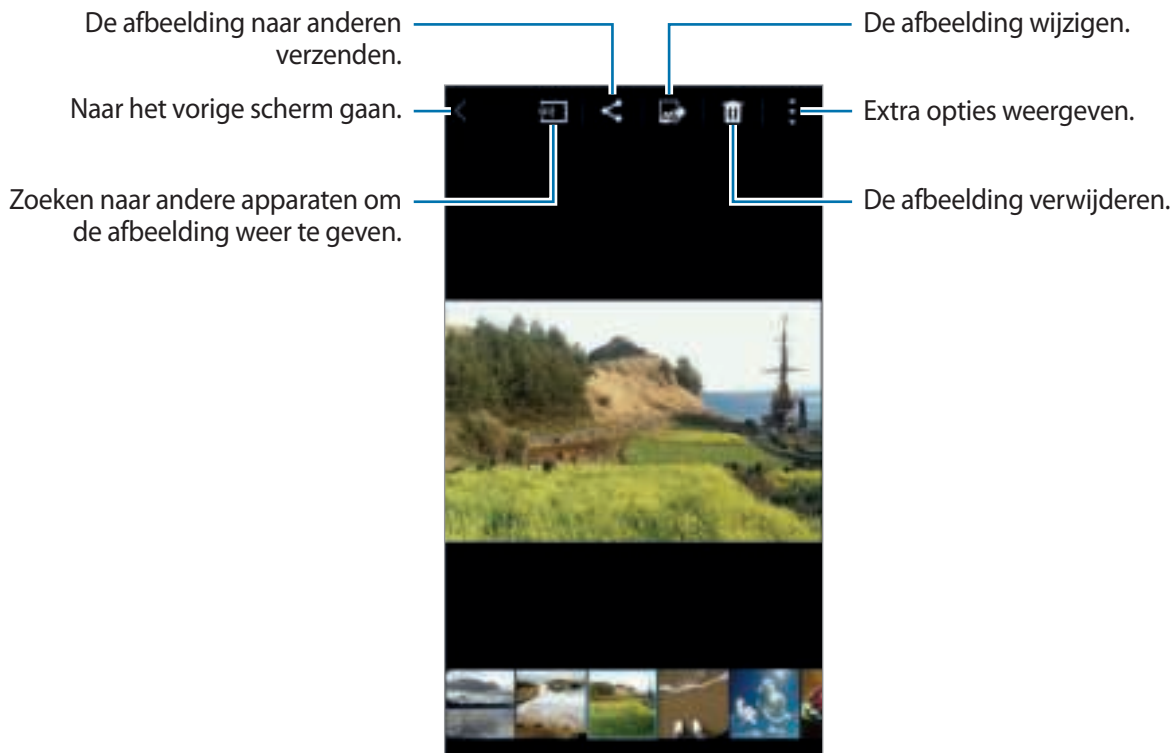 De afbeelding naar anderen
verzenden.
De afbeelding wijzigen.
Naar het vorige scherm gaan.
Extra opties weergeven.
Zoeken naar andere apparaten om
de afbeelding weer te geven.
De afbeelding verwijderen.